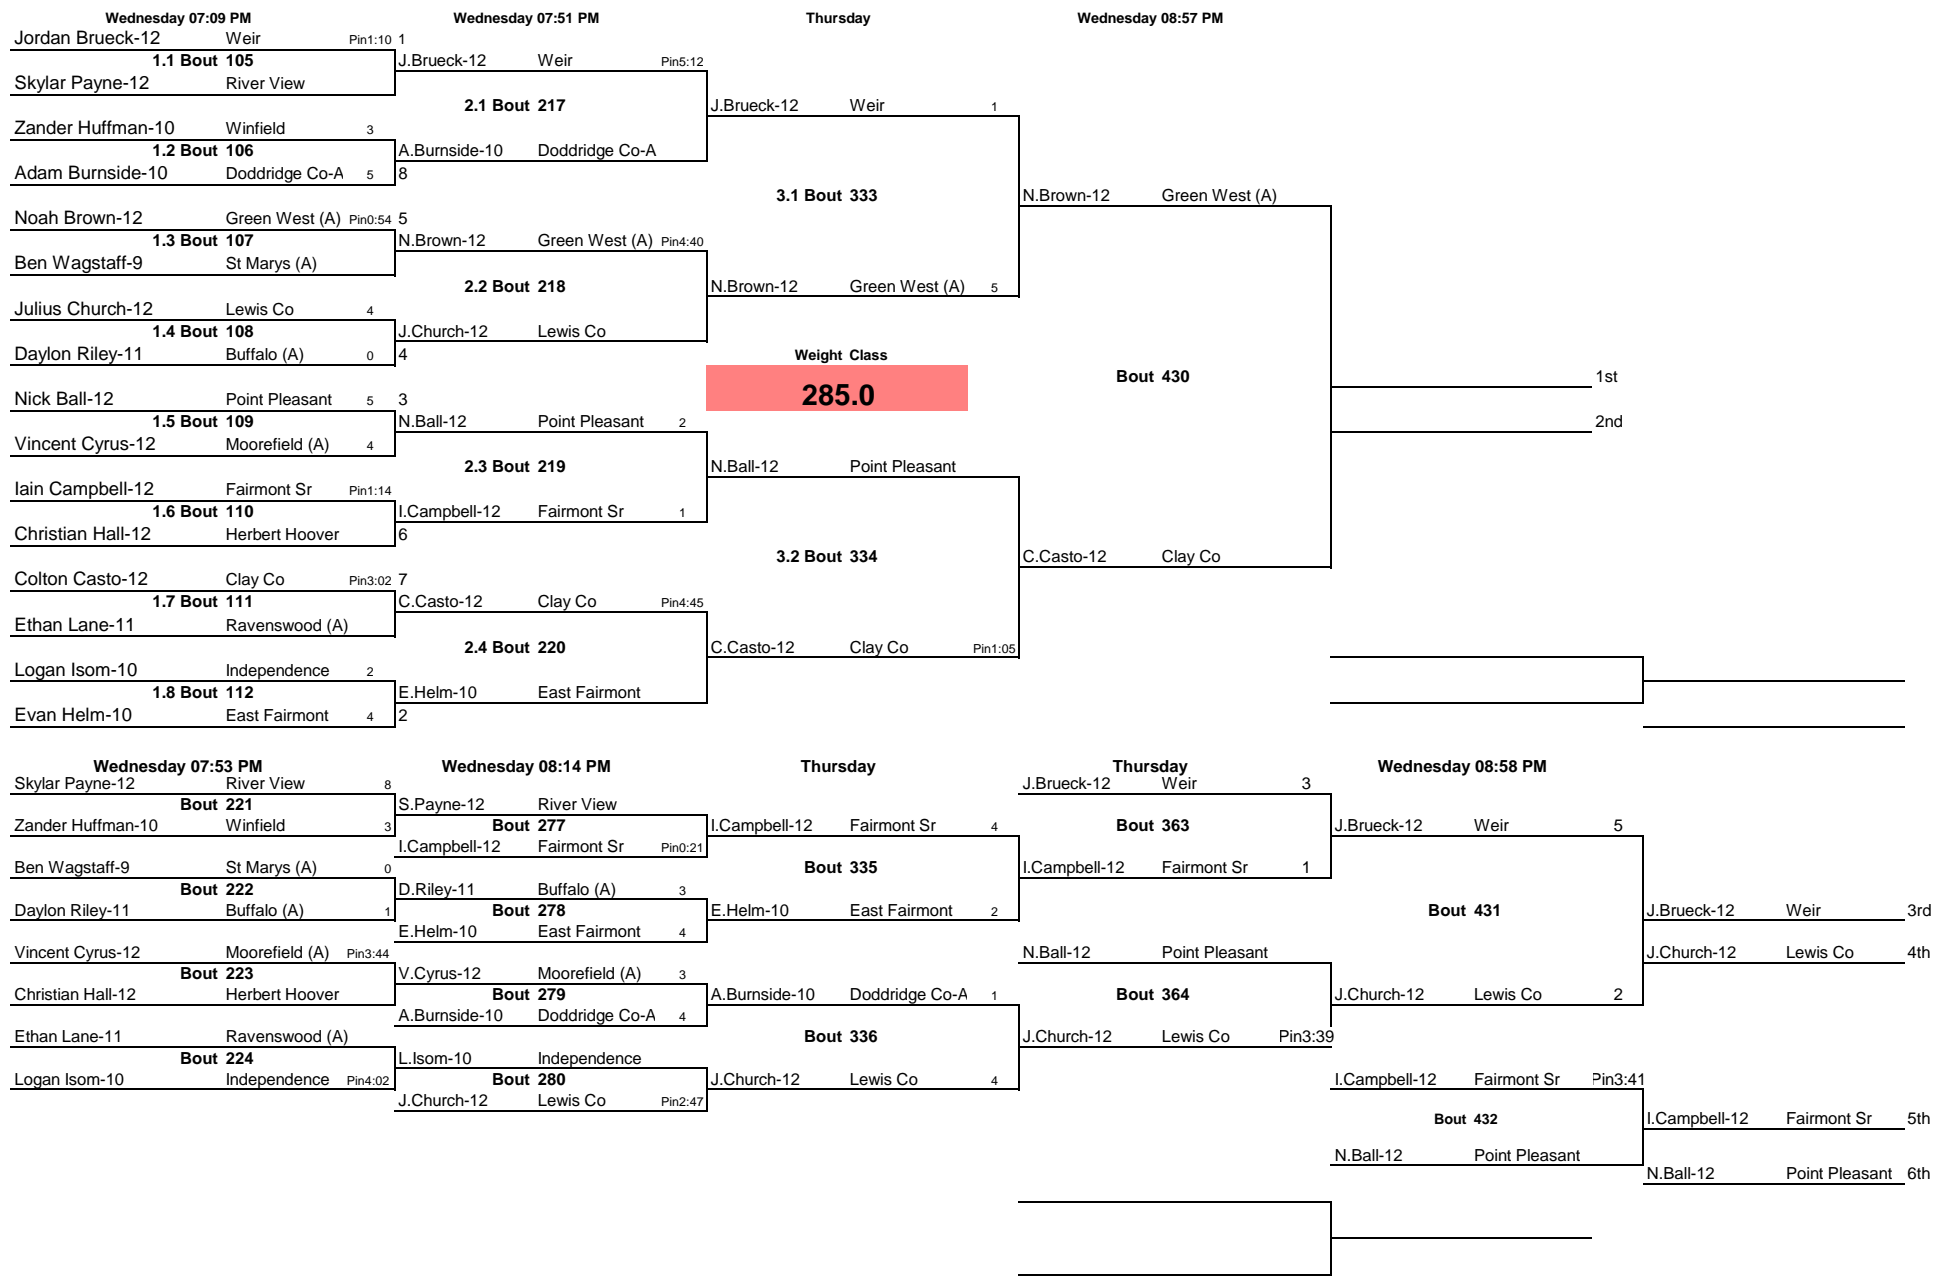 Wednesday 07:09 PM Wednesday 07:51 PM Thursday Wednesday 08:57 PM
Jordan Brueck-12 Weir Pin1:10 1
1.1 Bout 105 J.Brueck-12 Weir Pin5:12
Skylar Payne-12 River View
2.1 Bout 217 J.Brueck-12 Weir 1
Zander Huffman-10 Winfield 3
1.2 Bout 106 A.Burnside-10 Doddridge Co-A
Adam Burnside-10 Doddridge Co-A 5 8
3.1 Bout 333 N.Brown-12 Green West (A)
Noah Brown-12 Green West (A) Pin0:54 5
1.3 Bout 107 N.Brown-12 Green West (A) Pin4:40
Ben Wagstaff-9 St Marys (A)
2.2 Bout 218 N.Brown-12 Green West (A) 5
Julius Church-12 Lewis Co 4
1.4 Bout 108 J.Church-12 Lewis Co
Daylon Riley-11 Buffalo (A) 0 4 Weight Class
Bout 430 1st
285.0
Nick Ball-12 Point Pleasant 5 3
1.5 Bout 109 N.Ball-12 Point Pleasant 2 2nd
Vincent Cyrus-12 Moorefield (A) 4
2.3 Bout 219 N.Ball-12 Point Pleasant
Iain Campbell-12 Fairmont Sr Pin1:14
1.6 Bout 110 I.Campbell-12 Fairmont Sr 1
Christian Hall-12 Herbert Hoover 6
3.2 Bout 334 C.Casto-12 Clay Co
Colton Casto-12 Clay Co Pin3:02 7
1.7 Bout 111 C.Casto-12 Clay Co Pin4:45
Ethan Lane-11 Ravenswood (A)
2.4 Bout 220 C.Casto-12 Clay Co Pin1:05
Logan Isom-10 Independence 2
1.8 Bout 112 E.Helm-10 East Fairmont
Evan Helm-10 East Fairmont 4 2
Wednesday 07:53 PM Wednesday 08:14 PM Thursday Thursday Wednesday 08:58 PM
Skylar Payne-12 River View 8 J.Brueck-12 Weir 3
Bout 221 S.Payne-12 River View
Zander Huffman-10 Winfield 3 Bout 277 I.Campbell-12 Fairmont Sr 4 Bout 363 J.Brueck-12 Weir 5
I.Campbell-12 Fairmont Sr Pin0:21
Ben Wagstaff-9 St Marys (A) 0 Bout 335 I.Campbell-12 Fairmont Sr 1
Bout 222 D.Riley-11 Buffalo (A) 3
Daylon Riley-11 Buffalo (A) 1 Bout 278 E.Helm-10 East Fairmont 2 Bout 431 J.Brueck-12 Weir 3rd
E.Helm-10 East Fairmont 4
Vincent Cyrus-12 Moorefield (A) Pin3:44 N.Ball-12 Point Pleasant J.Church-12 Lewis Co 4th
Bout 223 V.Cyrus-12 Moorefield (A) 3
Christian Hall-12 Herbert Hoover Bout 279 A.Burnside-10 Doddridge Co-A 1 Bout 364 J.Church-12 Lewis Co 2
A.Burnside-10 Doddridge Co-A 4
Ethan Lane-11 Ravenswood (A) Bout 336 J.Church-12 Lewis Co Pin3:39
Bout 224 L.Isom-10 Independence
Logan Isom-10 Independence Pin4:02 Bout 280 J.Church-12 Lewis Co 4 I.Campbell-12 Fairmont Sr Pin3:41
J.Church-12 Lewis Co Pin2:47
Bout 432 I.Campbell-12 Fairmont Sr 5th
N.Ball-12 Point Pleasant
N.Ball-12 Point Pleasant 6th